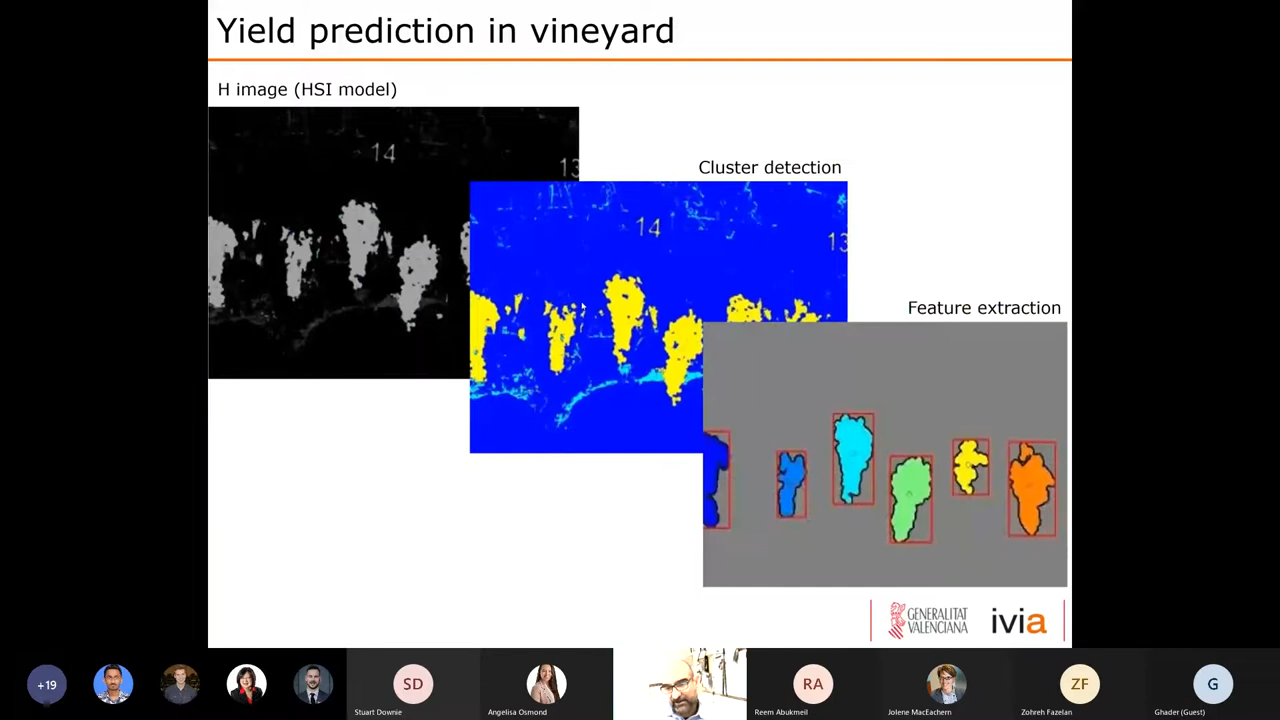 Yield prediction in vineyard
H image (HSI model)
14
13
Cluster detection
14
13
Feature extraction
GENERALITAT
VALENCIANA
ivia
+19
SD
RA
ZF
G
Stuart Downie
Angelisa Osmond
Reem Abukmeil
Jolene MacEachern
Zohreh Fazelan
Ghader (Guest)